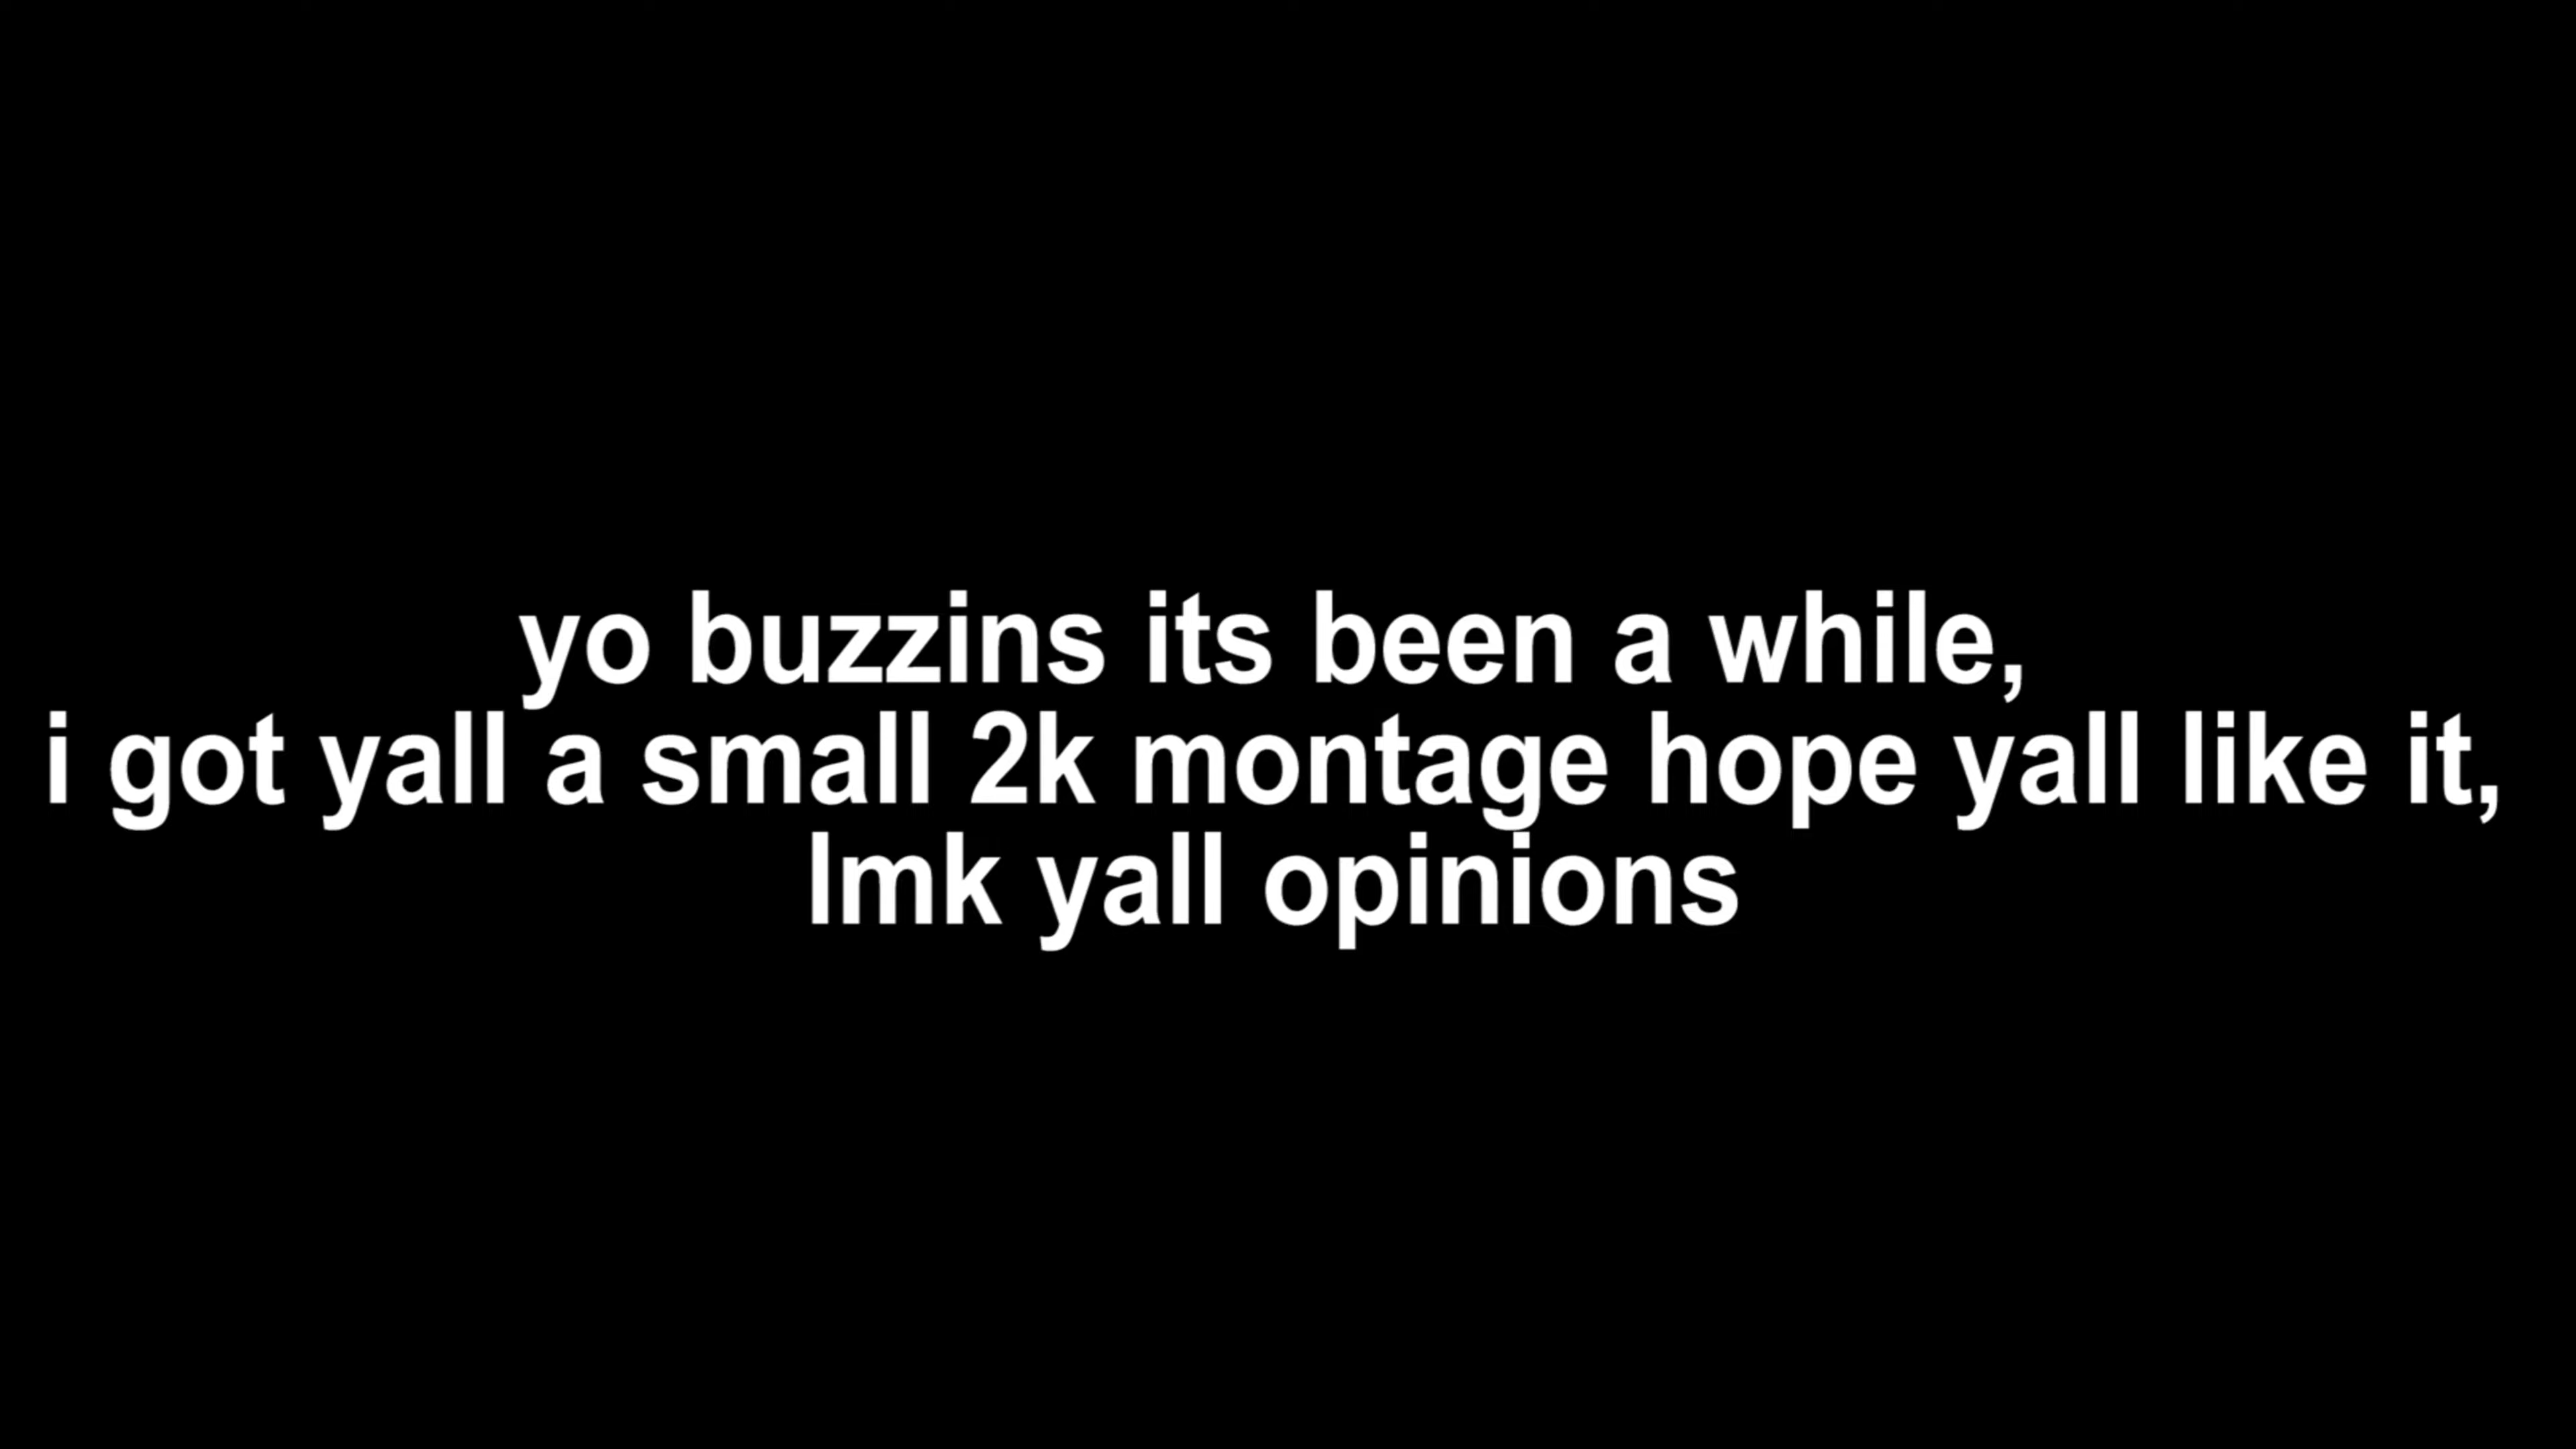 yo buzzins its been a while,
i got yall a small 2k montage hope yall like it,
lmk yall opinions